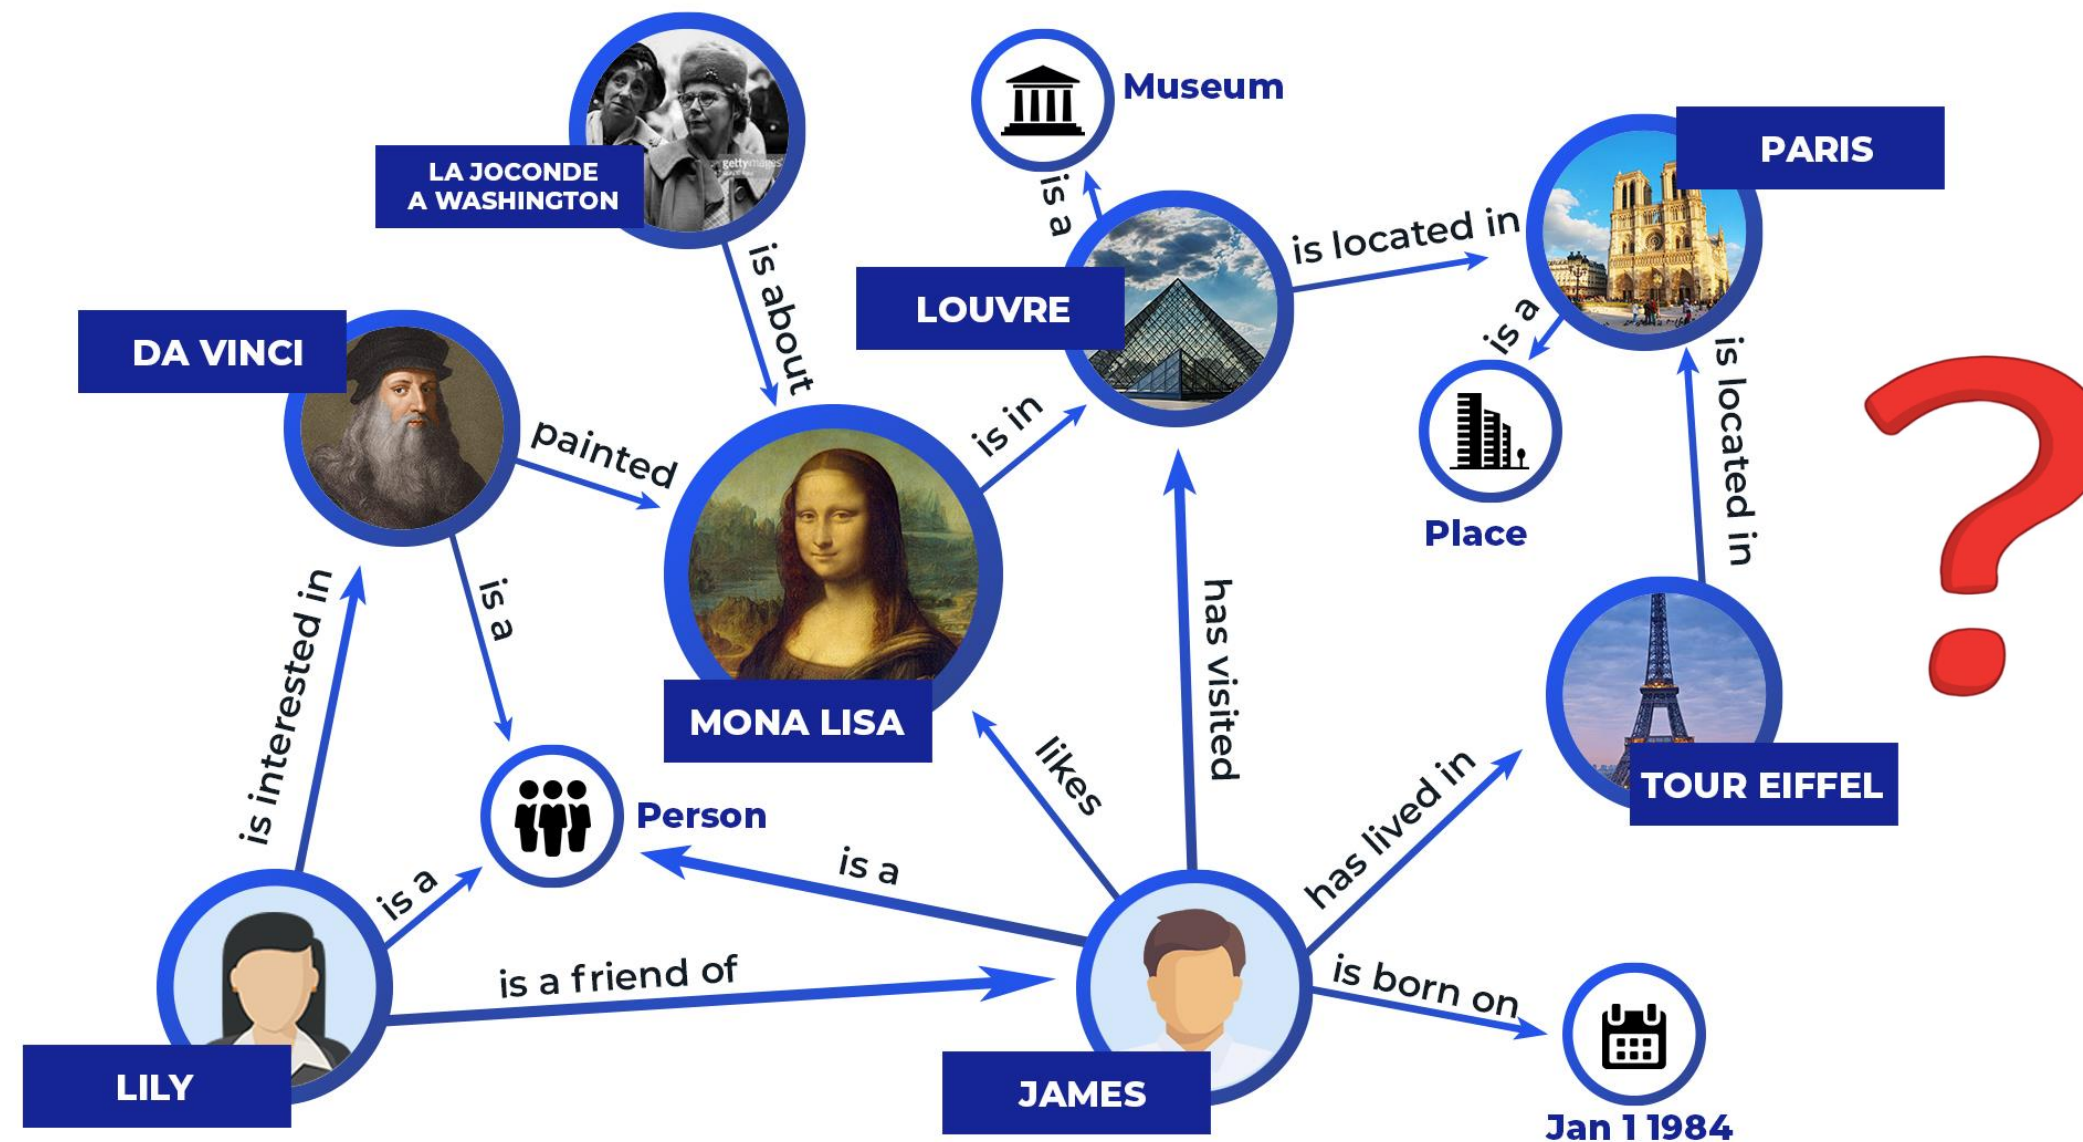 Museum
PARIS
gettyimages
LA JOCONDE
A WASHINGTON
is a
is located in
is about
LOUVRE
is a
DA VINCI
is located in
painted
is in
Place
is a
has visited
is interested in
MONA LISA
likes
has lived in
TOUR EIFFEL
Person
is a
is a
is a friend of
is born on
LILY
JAMES
Jan 1 1984